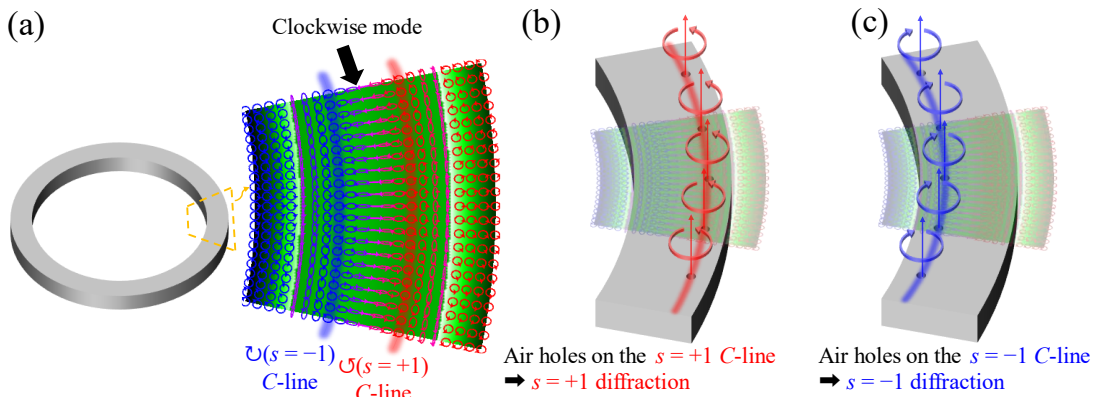 (a)
Clockwise mode
↻(s = −1)
C-line
↺(s = +1)
C-line
(b)
Air holes on the s = +1 C-line
➡ s = +1 diffraction
(c)
Air holes on the s = −1 C-line
➡ s = −1 diffraction